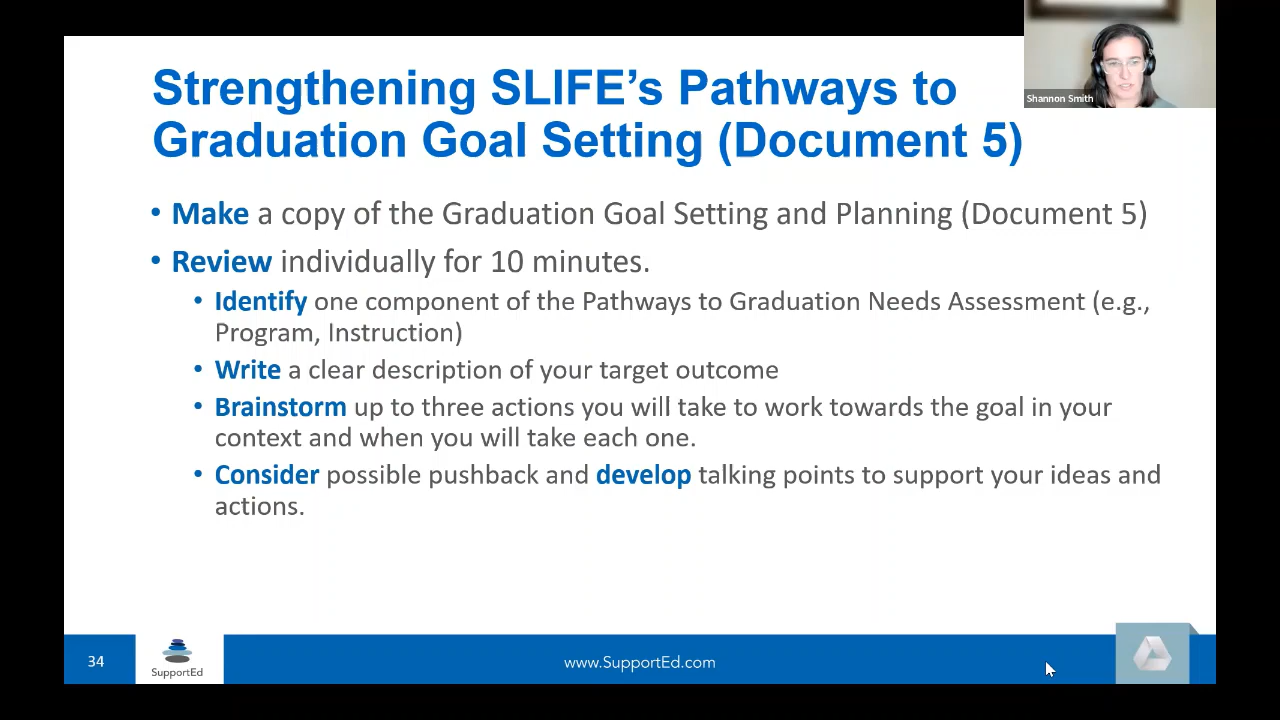 Strengthening SLIFE's Pathways to
Graduation Goal Setting (Document 5)
Shannon Smith
• Make a copy of the Graduation Goal Setting and Planning (Document 5)
• Review individually for 10 minutes.
• Identify one component of the Pathways to Graduation Needs Assessment (e.g.,
Program, Instruction)
• Write a clear description of your target outcome
• Brainstorm up to three actions you will take to work towards the goal in your
context and when you will take each one.
• Consider possible pushback and develop talking points to support your ideas and
actions.
34
SupportEd
www.SupportEd.com